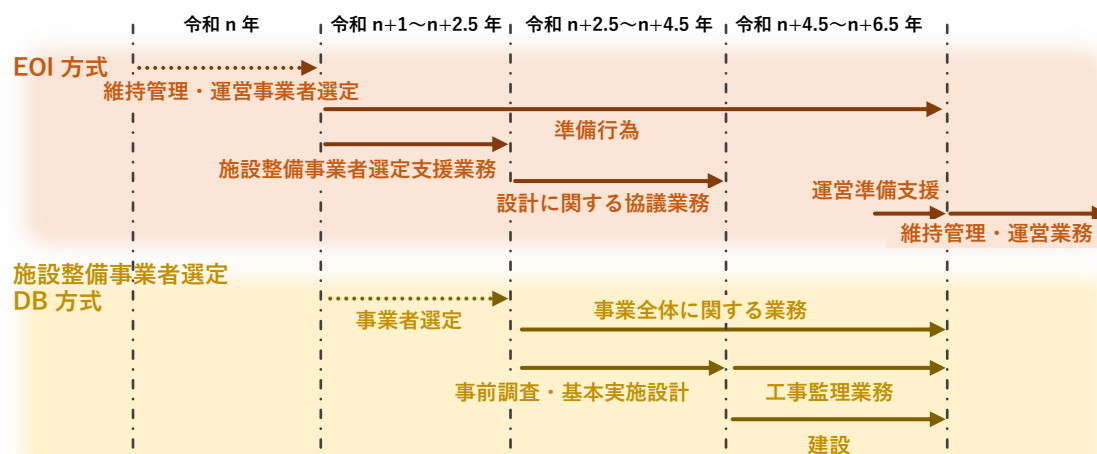 令和 n 年
令和 n+1～n+2.5 年
令和 n+2.5～n+4.5 年
令和 n+4.5～n+6.5 年
EOI 方式
維持管理・運営事業者選定
準備行為
施設整備事業者選定支援業務
設計に関する協議業務
運営準備支援
維持管理・運営業務
施設整備事業者選定
DB 方式
事業者選定
事業全体に関する業務
事前調査・基本実施設計
工事監理業務
建設